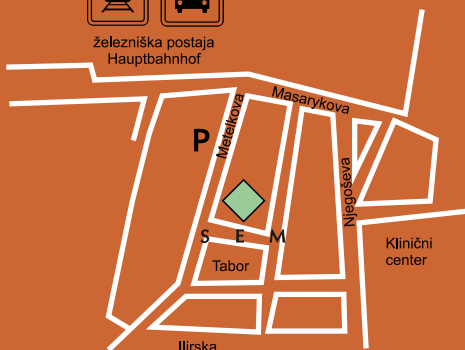 železniška postaja
Hauptbahnhof
Masarykova
Metelkova
P
Njegoševa
S E M
Klinični
center
Tabor
Ilirska